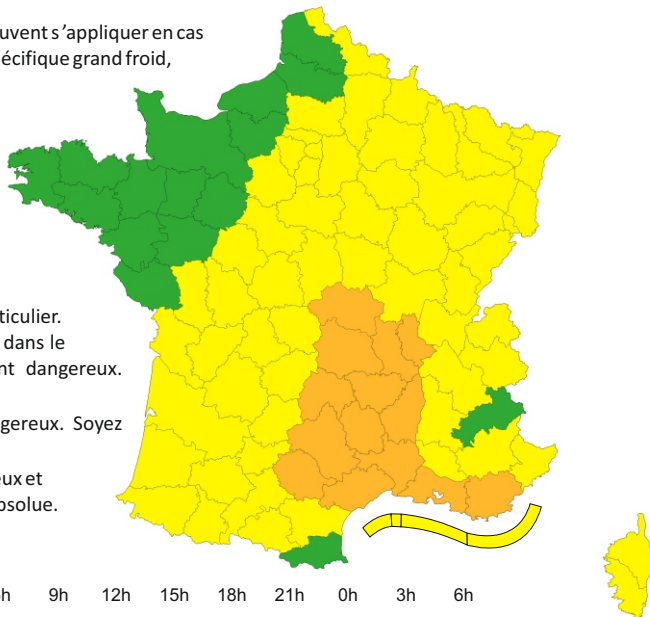 uvent s'appliquer en cas
écifique grand froid,
ticulier.
dans le
nt dangereux.
gereux. Soyez
eux et
bsolue.
h 9h 12h 15h 18h 21h 0h 3h 6h